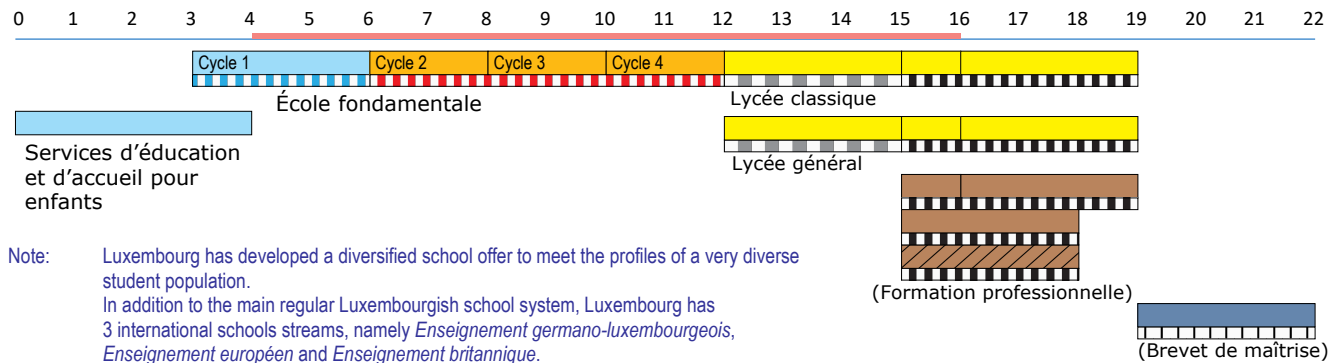 0 1 2 3 4 5 6 7 8 9 10 11 12 13 14 15 16 17 18 19 20 21 22
Cycle 1 Cycle 2 Cycle 3 Cycle 4
École fondamentale
Lycée classique
Services d'éducation
et d'accueil pour
enfants
Lycée général
(Formation professionnelle)
(Brevet de maîtrise)
Note: Luxembourg has developed a diversified school offer to meet the profiles of a very diverse
student population.
In addition to the main regular Luxembourgish school system, Luxembourg has
3 international schools streams, namely Enseignement germano-luxembourgeois,
Enseignement européen and Enseignement britannique.